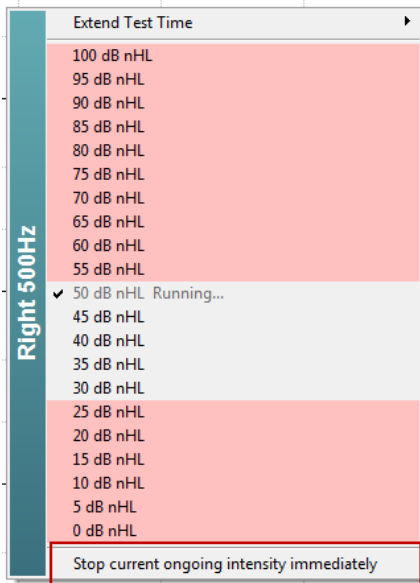 Extend Test Time
100 dB nHL
95 dB nHL
90 dB nHL
85 dB nHL
80 dB nHL
75 dB nHL
70 dB nHL
65 dB nHL
60 dB nHL
55 dB nHL
50 dB nHL Running...
45 dB nHL
40 dB nHL
35 dB nHL
30 dB nHL
25 dB nHL
20 dB nHL
15 dB nHL
10 dB nHL
5 dB nHL
0 dB nHL
Stop current ongoing intensity immediately
Right 500Hz